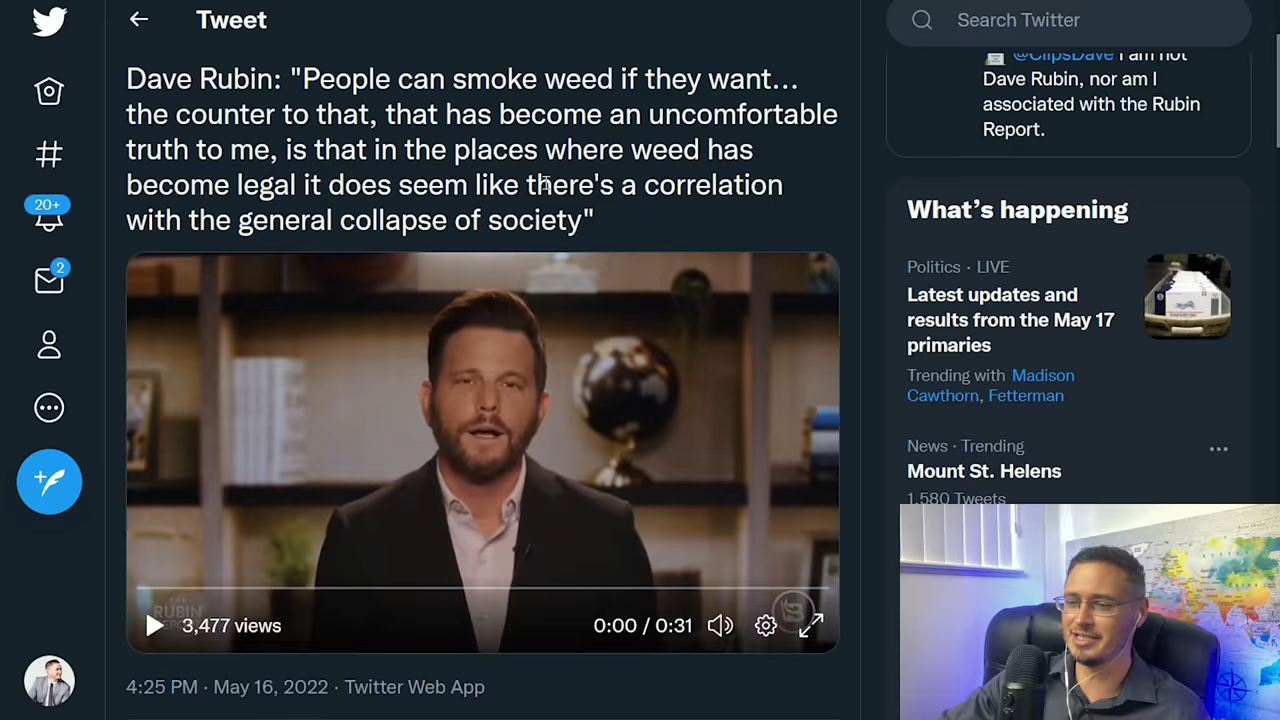 Tweet
Search Twitter
20+
2
Dave Rubin: "People can smoke weed if they want…
the counter to that, that has become an uncomfortable
truth to me, is that in the places where weed has
become legal it does seem like there's a correlation
with the general collapse of society"
RUBIN
3,477 views
0:00 / 0:31
4:25 PM · May 16, 2022 · Twitter Web App
@ClipsDave I am not
Dave Rubin, nor am I
associated with the Rubin
Report.
What's happening
Politics · LIVE
Latest updates and
results from the May 17
primaries
Trending with Madison
Cawthorn, Fetterman
News · Trending
Mount St. Helens
1,580 Tweets